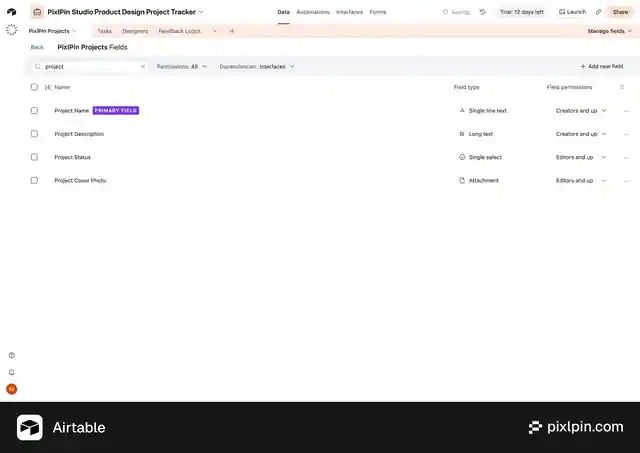 PixlPin Studio Product Design Project Tracker
Data
Automations
Interfaces
Forms
Saving
Trial: 12 days left
Launch
Share
PixlPin Projects
Tasks
Designers
Manage fields
Back
PixlPin Projects Fields
project
Permissions: All
Dependencies: Interfaces
+ Add new field
Name
Field type
Field permissions
Project Name PRIMARY FIELD
Single line text
Creators and up
Project Description
Long text
Creators and up
Project Status
Single select
Editors and up
Project Cover Photo
Attachment
Editors and up
M
Airtable
pixlpin.com